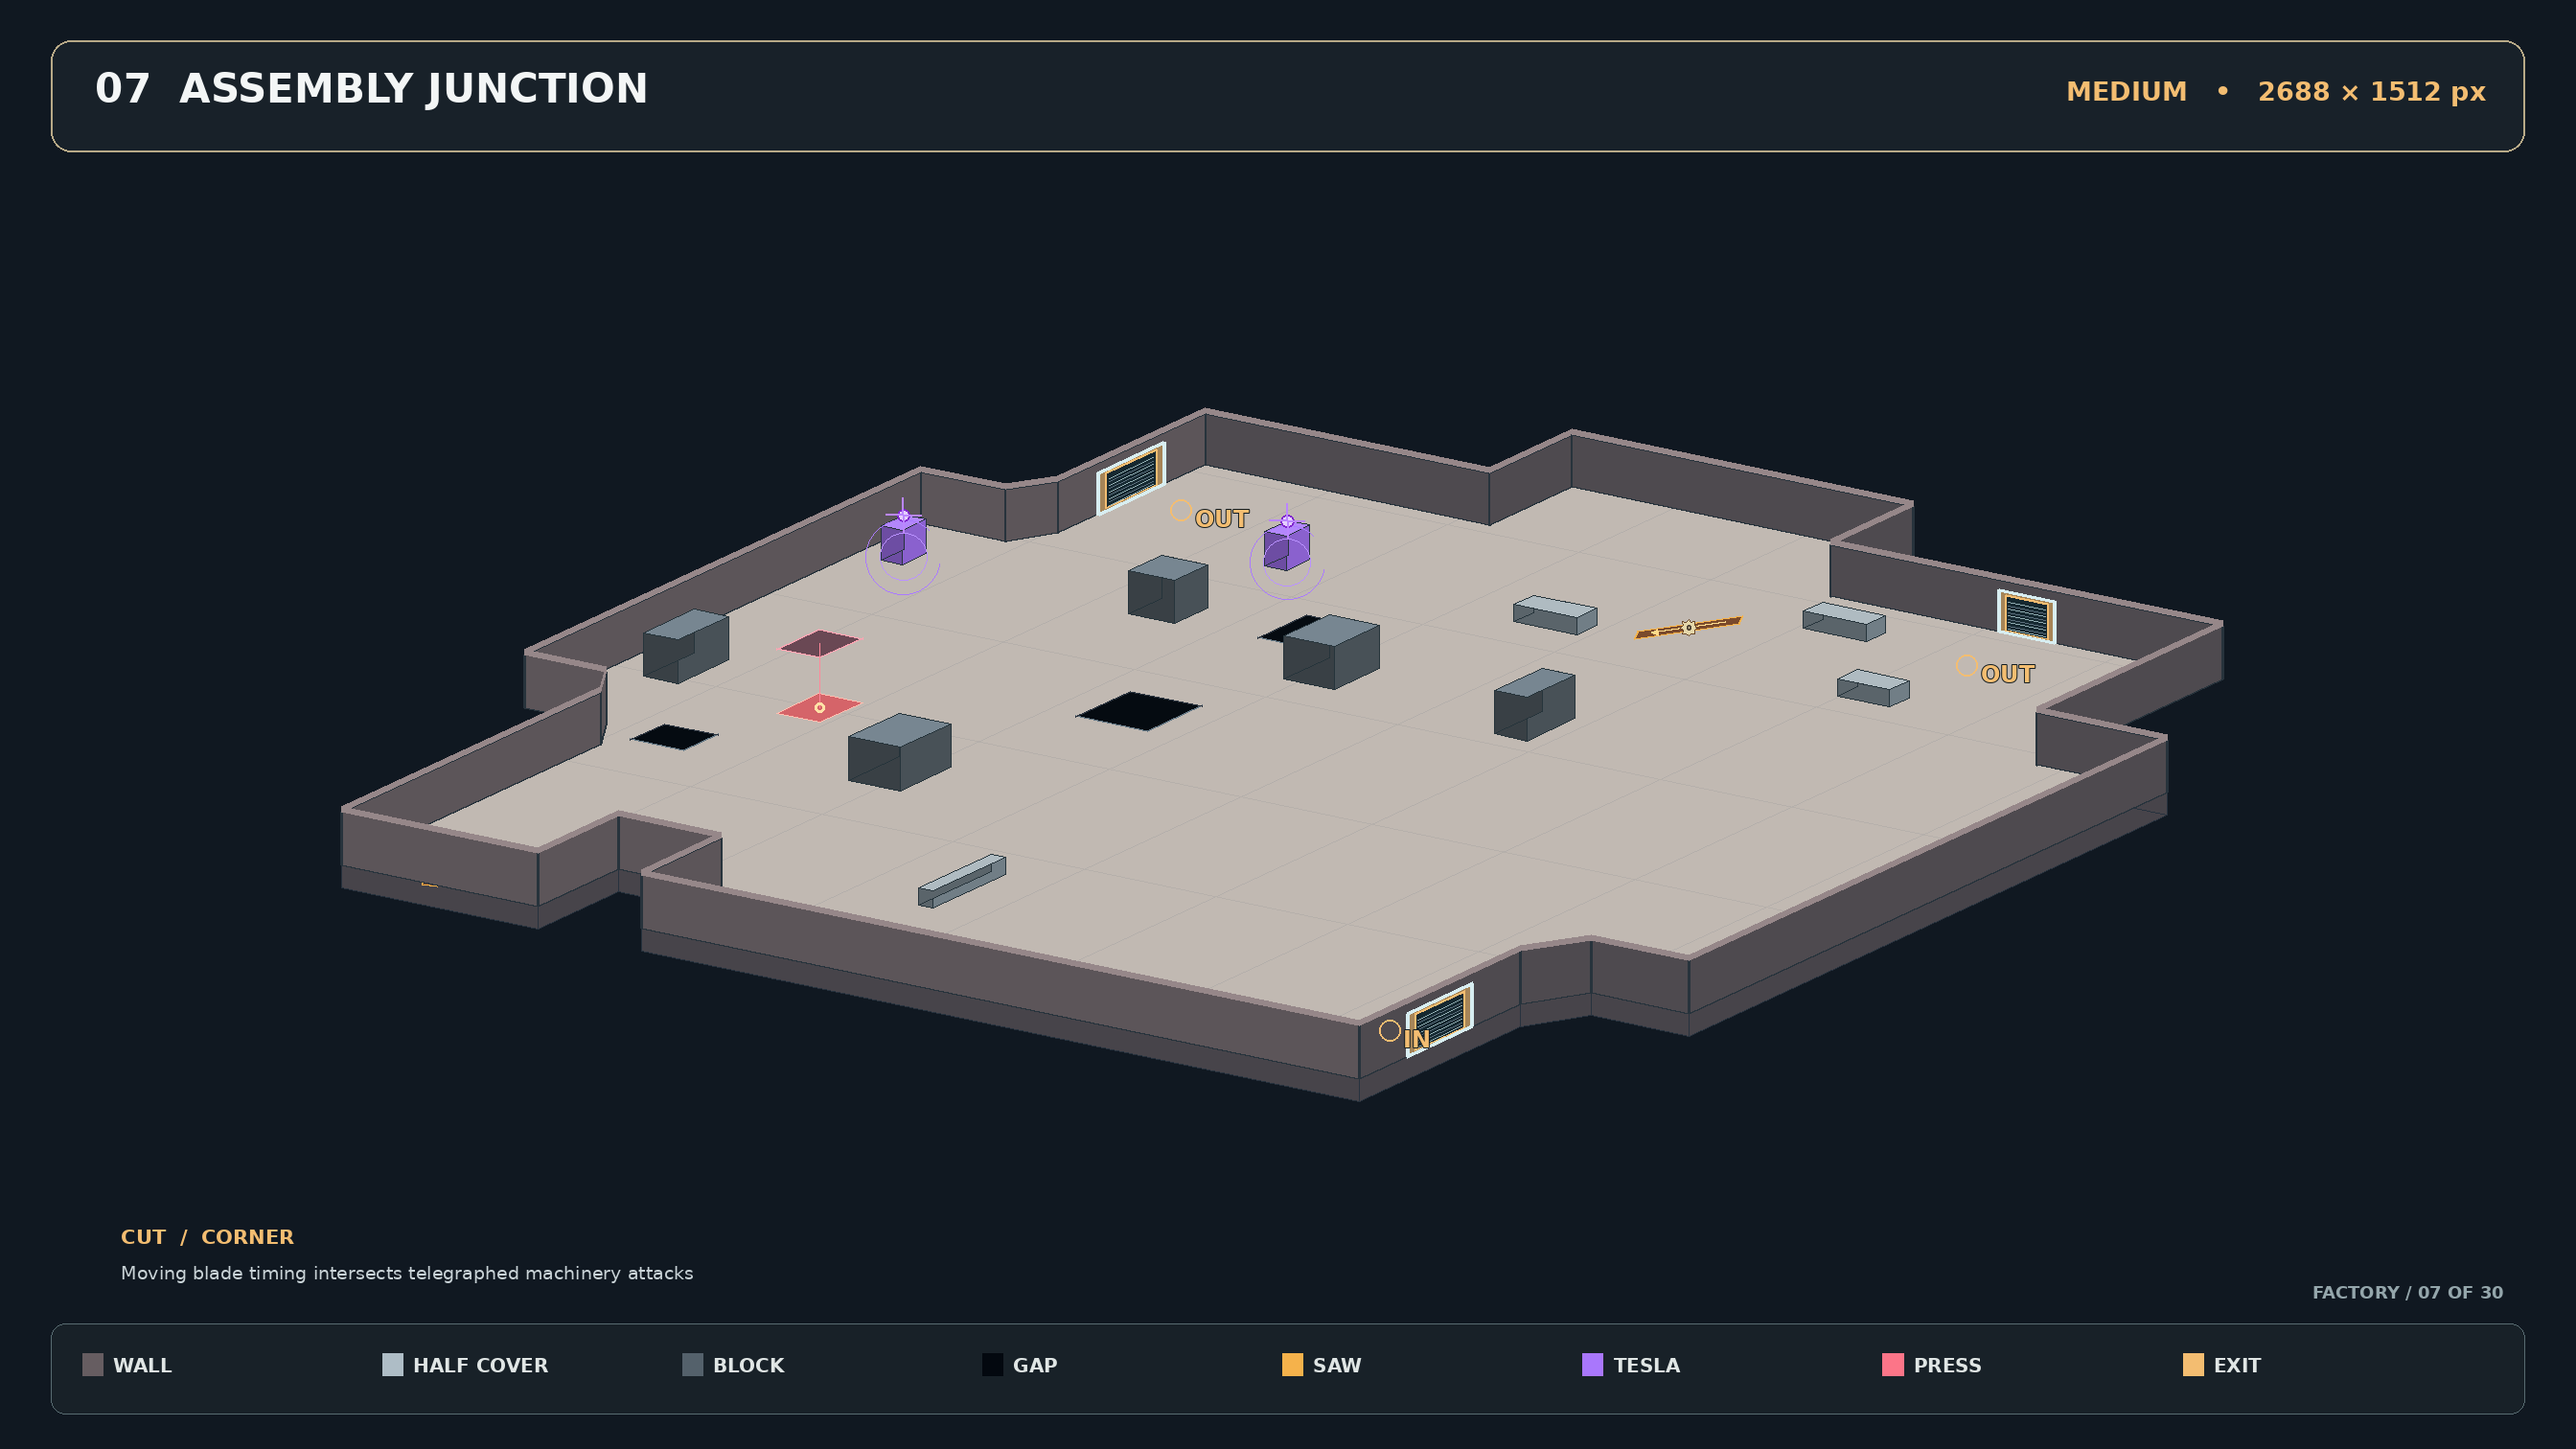 07 ASSEMBLY JUNCTION
MEDIUM • 2688 × 1512 px
OUT
OUT
IN
CUT / CORNER
Moving blade timing intersects telegraphed machinery attacks
FACTORY / 07 OF 30
WALL
HALF COVER
BLOCK
GAP
SAW
TESLA
PRESS
EXIT